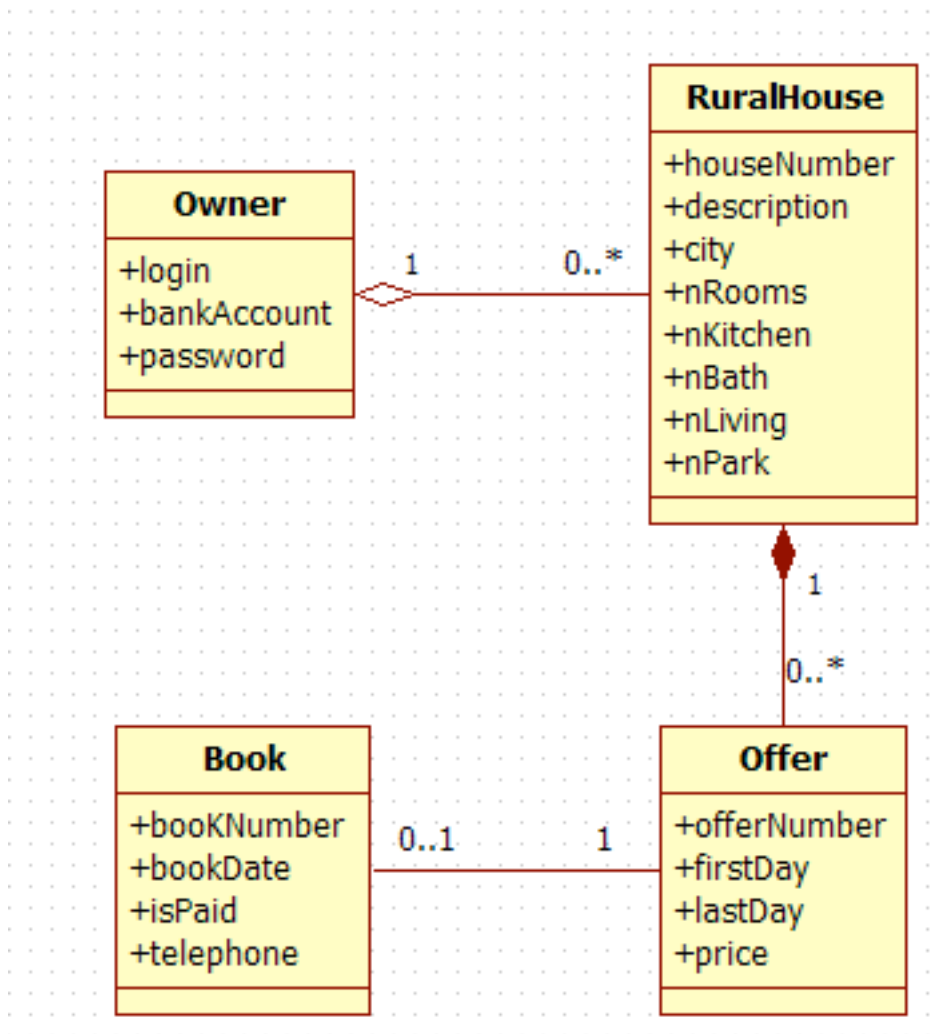 RuralHouse
+houseNumber
+description
+city
+nRooms
+nKitchen
+nBath
+nLiving
+nPark
Owner
+login
+bankAccount
+password
1
0..*
1
0..*
Book
+booKNumber
+bookDate
+isPaid
+telephone
0..1
1
Offer
+offerNumber
+firstDay
+lastDay
+price